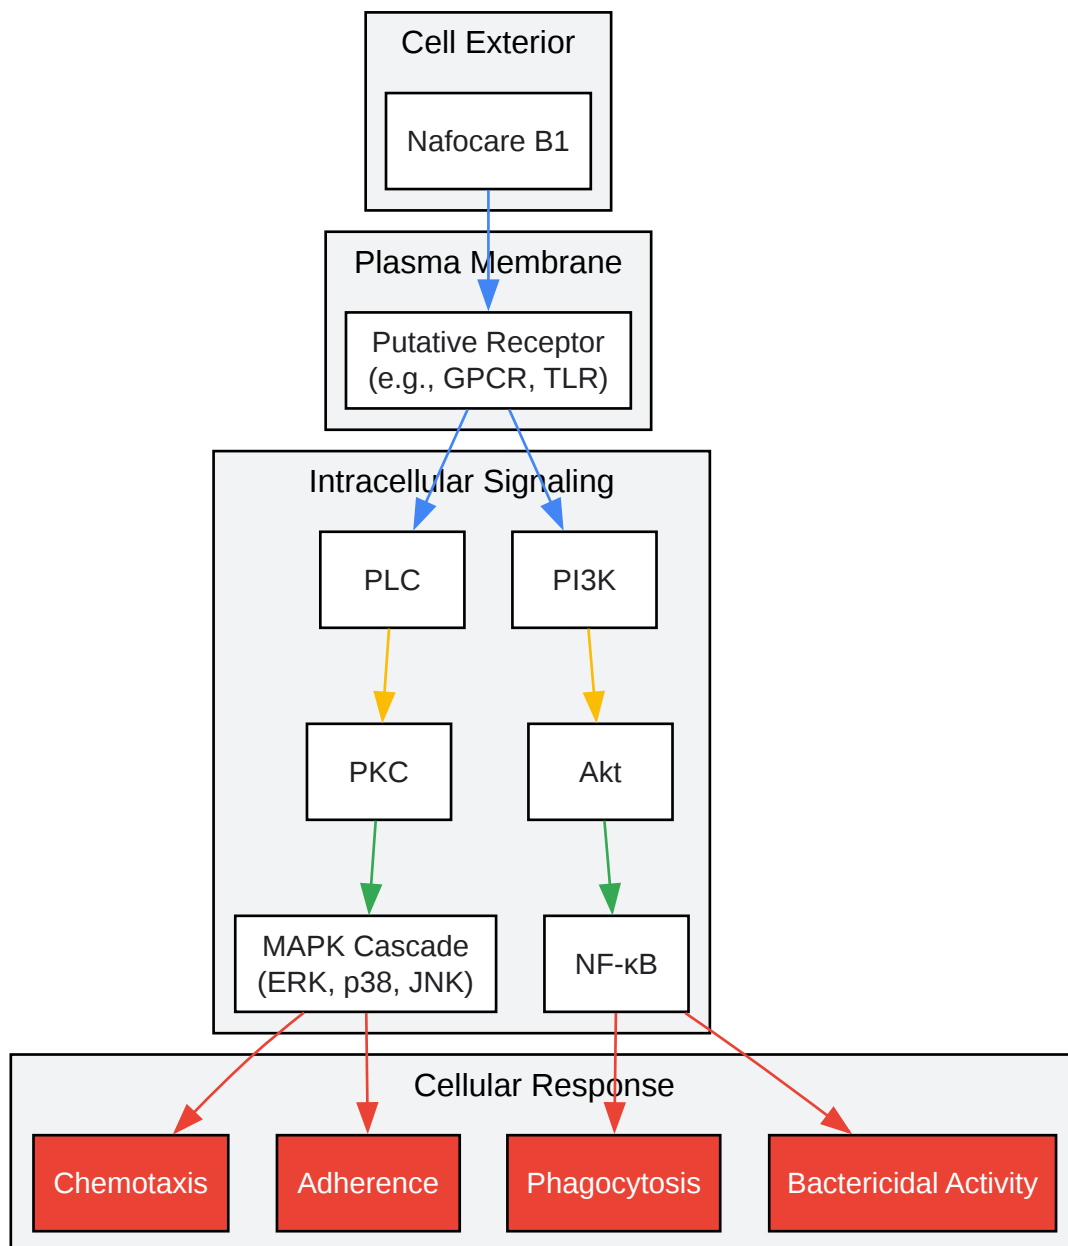 Cell Exterior
Nafocare B1
Plasma Membrane
Putative Receptor
(e.g., GPCR, TLR)
Intracellular Signaling
PLC
PI3K
PKC
Akt
MAPK Cascade
(ERK, p38, JNK)
NF-κB
Cellular Response
Chemotaxis
Adherence
Phagocytosis
Bactericidal Activity